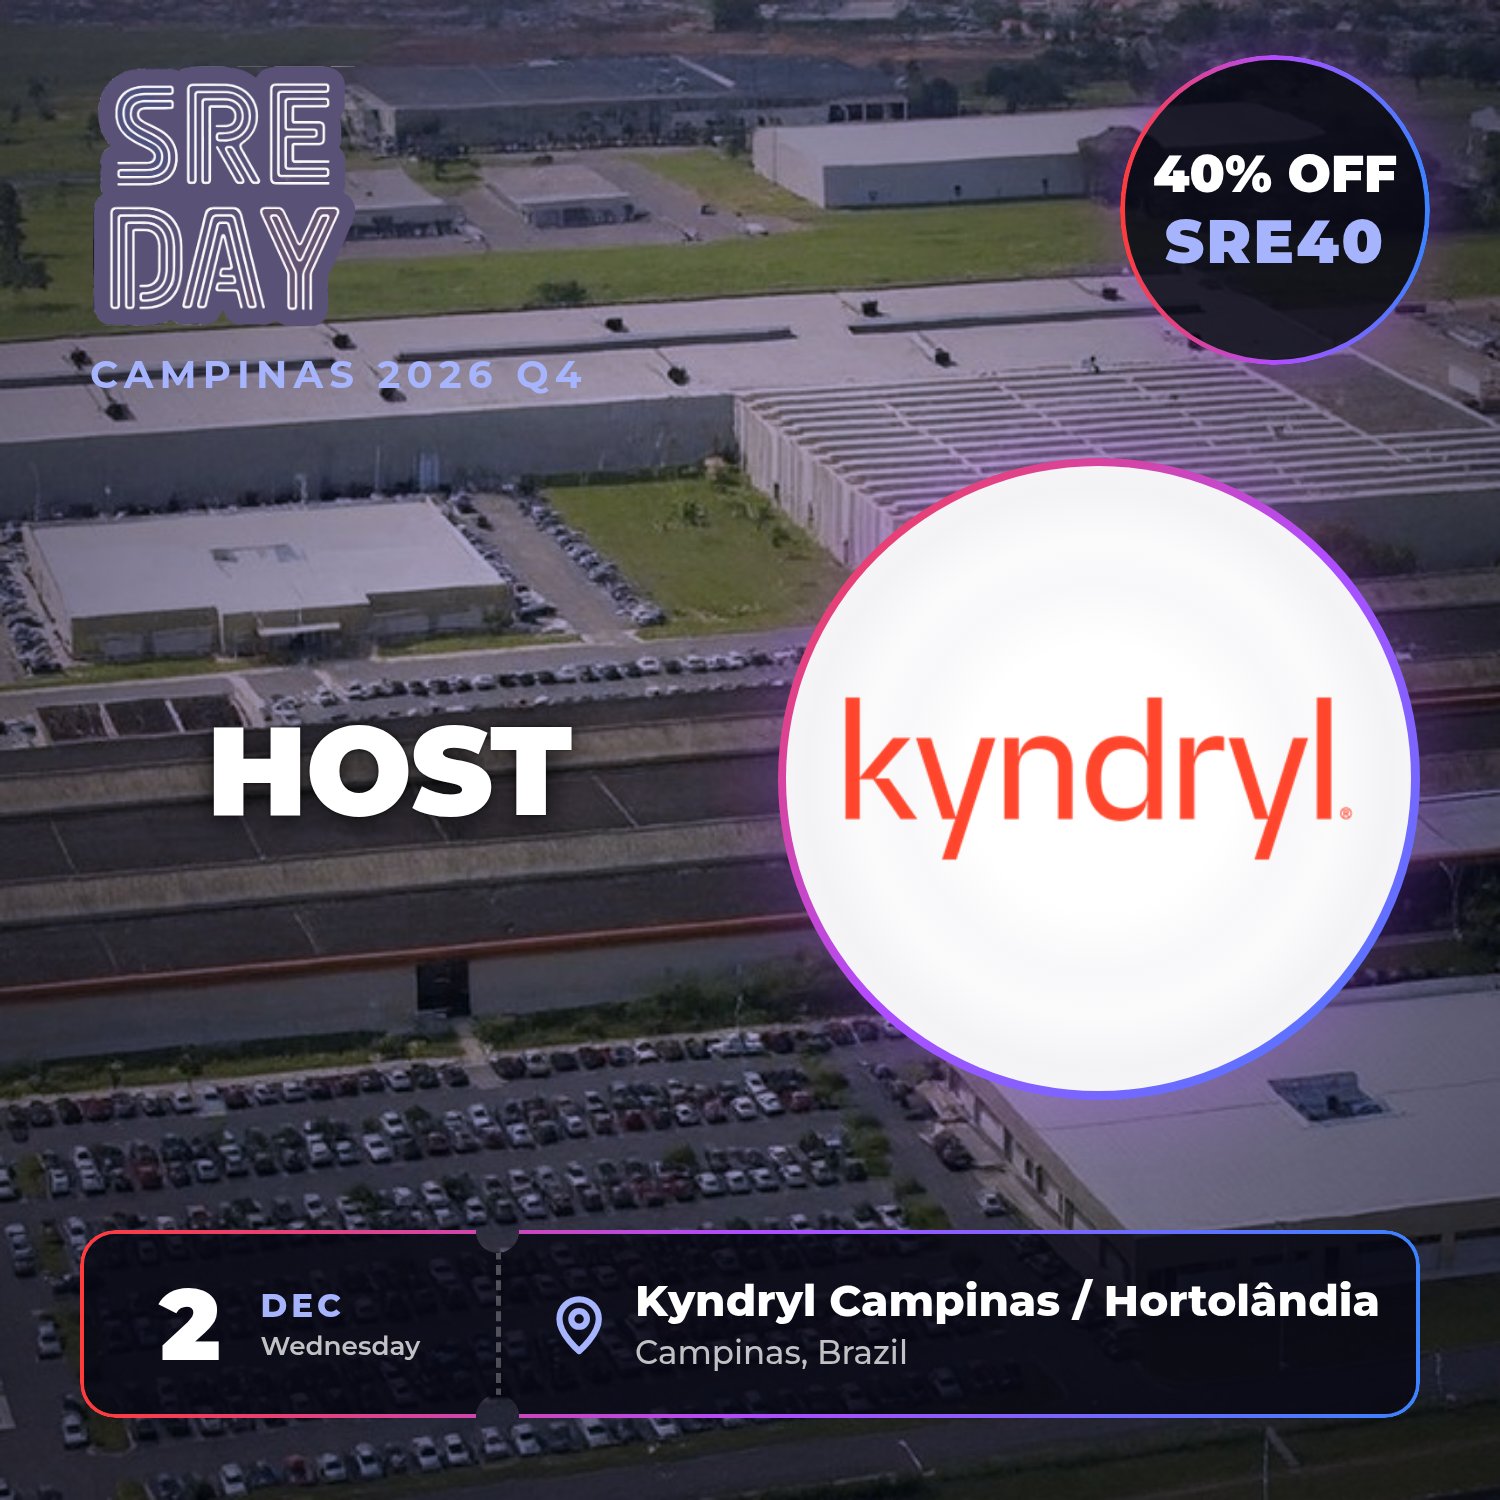 SRE
DAY
CAMPINAS 2026 Q4
40% OFF
SRE40
HOST
kyndryl®
2
DEC
Wednesday
Kyndryl Campinas / Hortolândia
Campinas, Brazil